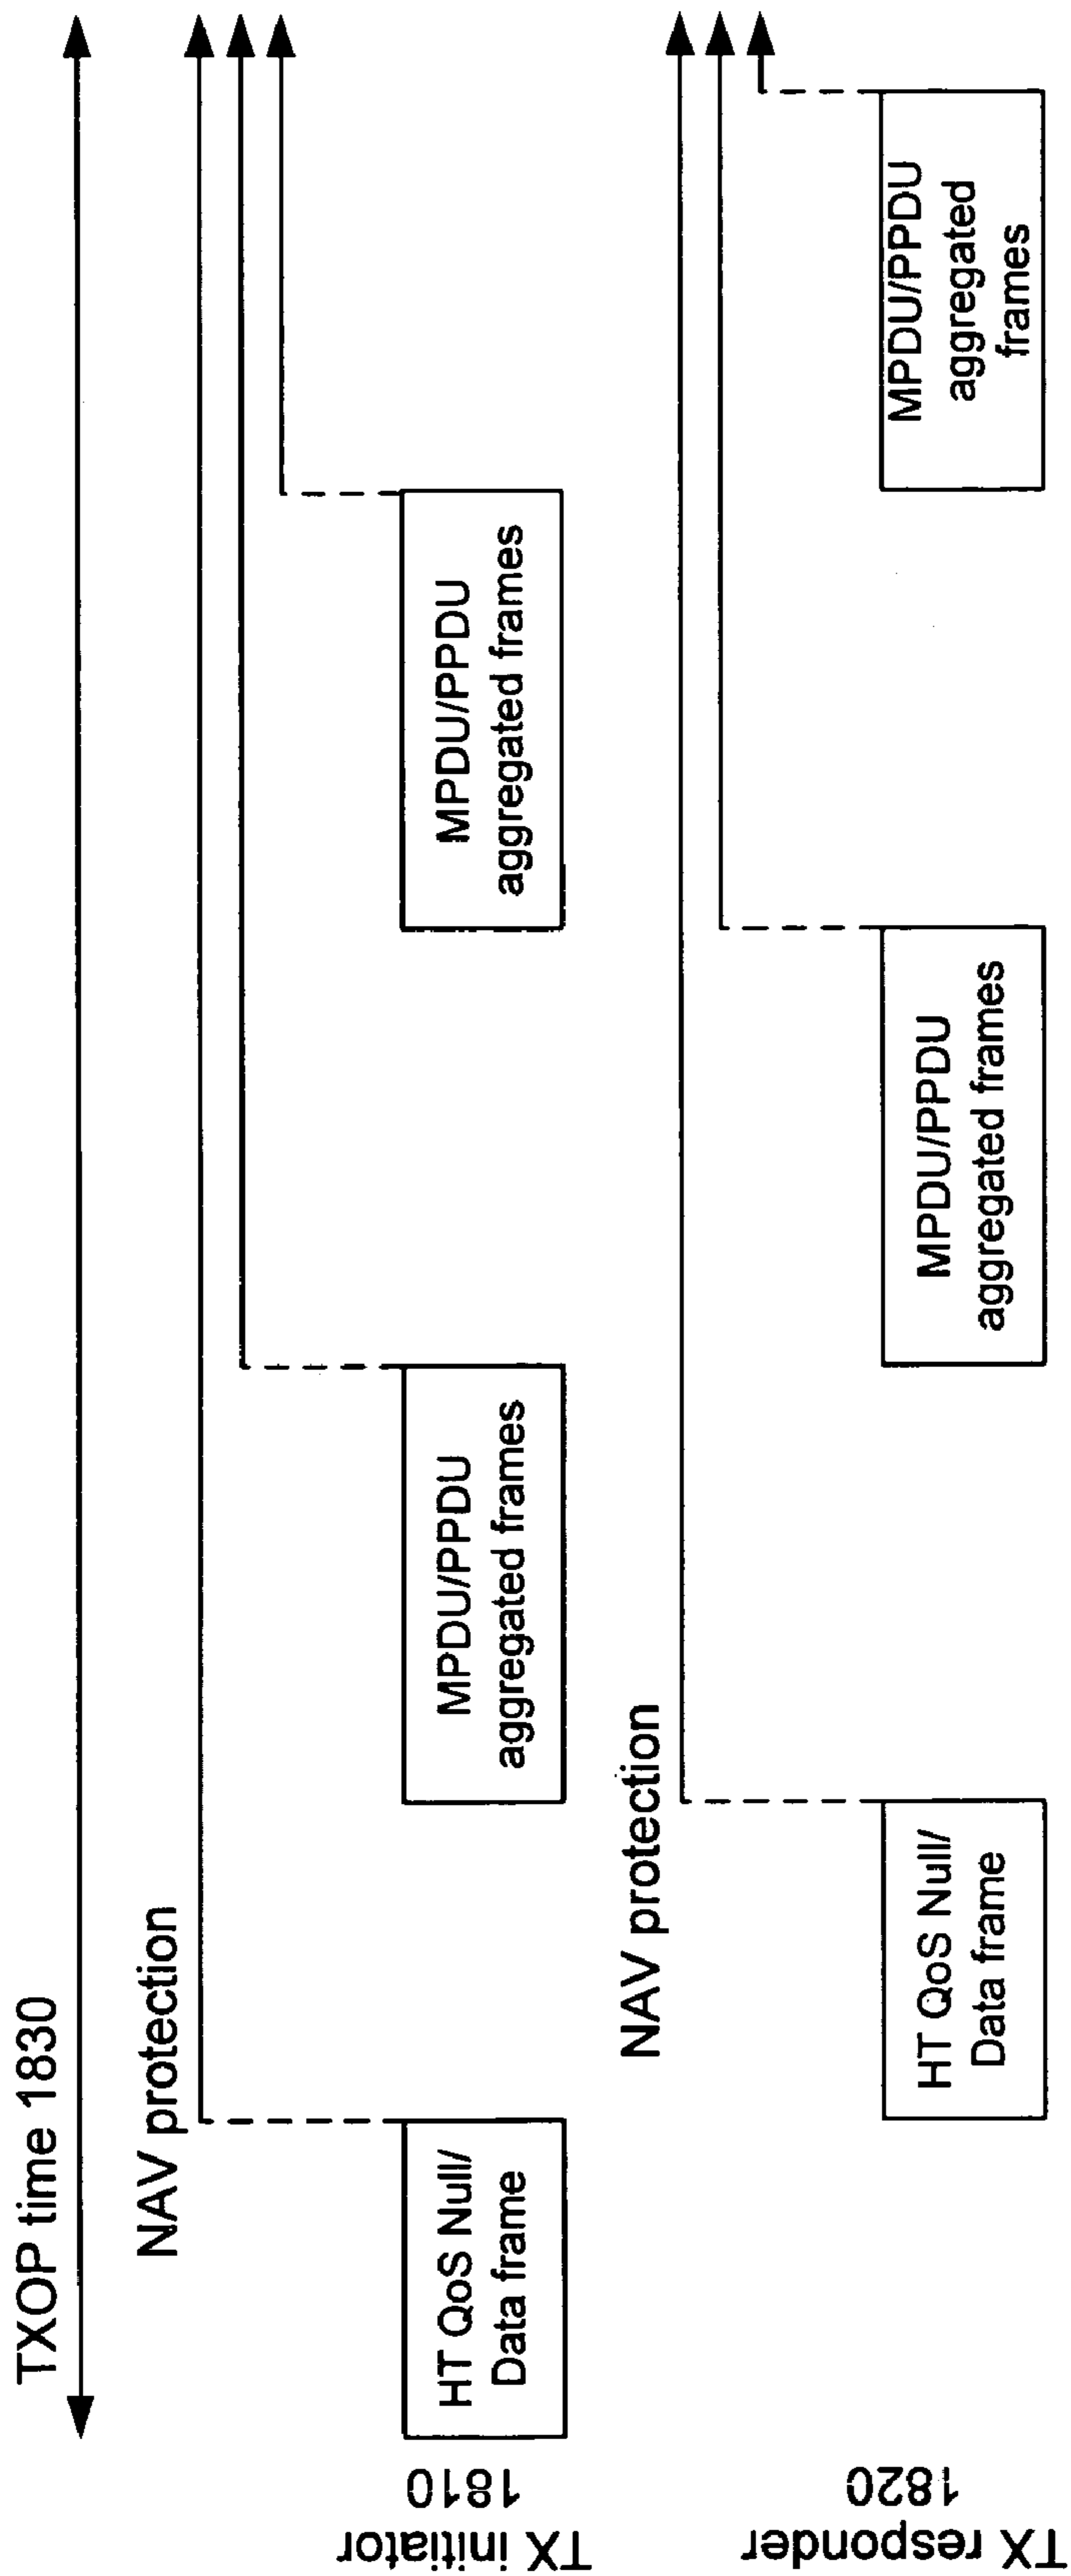 TXOP time 1830
NAV protection
TX initiator
1810
HT QoS Null/
Data frame
MPDU/PPDU
aggregated frames
MPDU/PPDU
aggregated frames
NAV protection
TX responder
1820
HT QoS Null/
Data frame
MPDU/PPDU
aggregated frames
MPDU/PPDU
aggregated
frames